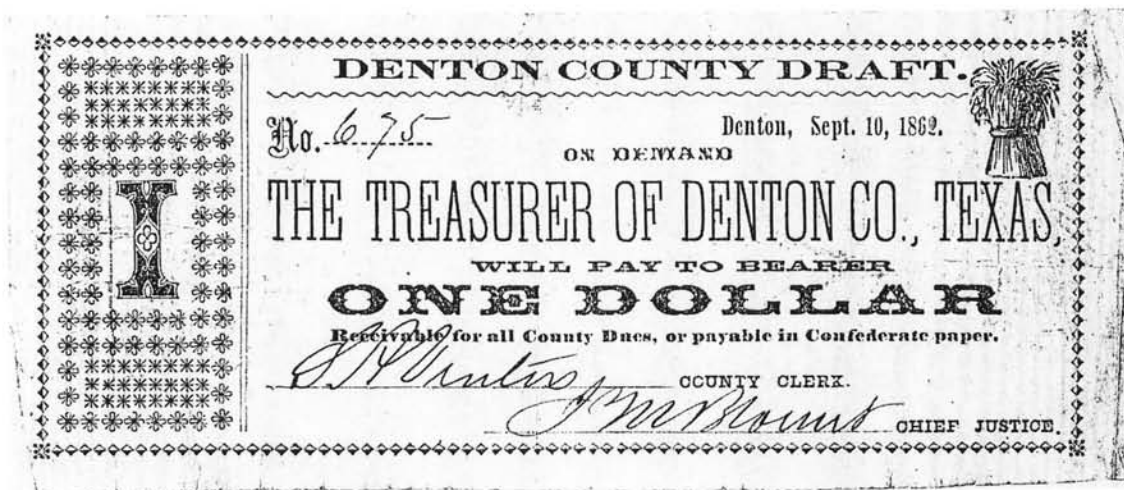 DENTON COUNTY DRAFT.
No. 675
Denton, Sept. 10, 1862.
ON DEMAND
I
THE TREASURER OF DENTON CO., TEXAS,
WILL PAY TO BEARER
ONE DOLLAR
Receivable for all County Dues, or payable in Confederate paper.
COUNTY CLERK.
J M Blount CHIEF JUSTICE.